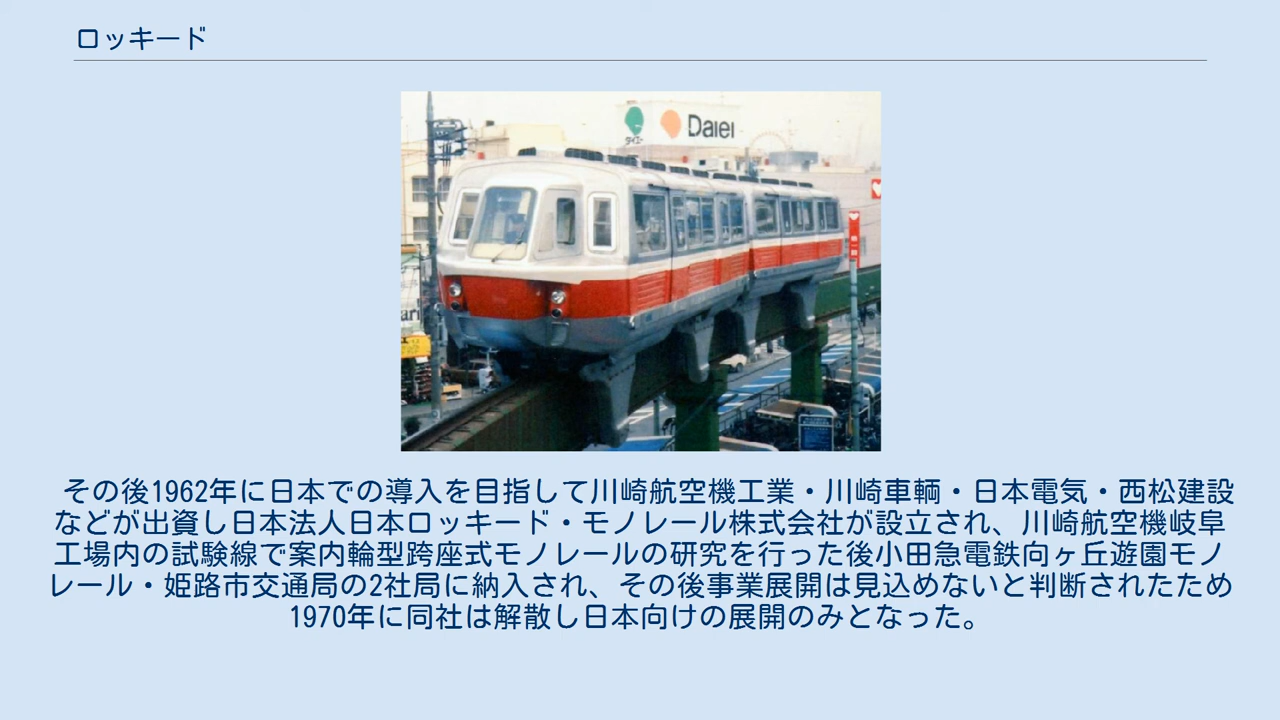 ロッキード
ダイエー
Daiei
その後1962年に日本での導入を目指して川崎航空機工業・川崎車輌・日本電気・西松建設
などが出資し日本法人日本ロッキード・モノレール株式会社が設立され、川崎航空機岐阜
工場内の試験線で案内輪型跨座式モノレールの研究を行った後小田急電鉄向ヶ丘遊園モノ
レール・姫路市交通局の2社局に納入され、その後事業展開は見込めないと判断されたため
1970年に同社は解散し日本向けの展開のみとなった。